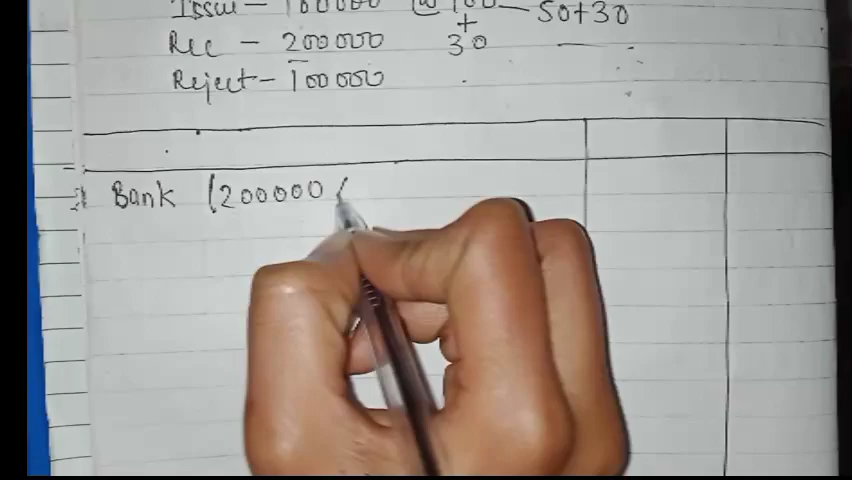 Issue - 100000 @ 100 — 50+30
+
Rec - 200000 30 —
Reject - 100000
Bank (200000 (